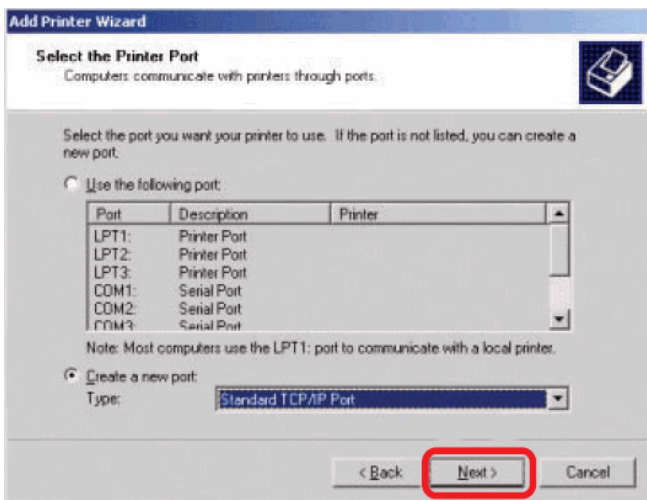 Add Printer Wizard
Select the Printer Port
Computers communicate with printers through ports.
Select the port you want your printer to use. If the port is not listed, you can create a
new port.
Use the following port:
Port Description Printer
LPT1: Printer Port
LPT2: Printer Port
LPT3: Printer Port
COM1: Serial Port
COM2: Serial Port
COM3: Serial Port
Note: Most computers use the LPT1: port to communicate with a local printer.
Create a new port:
Type: Standard TCP/IP Port
< Back Next > Cancel